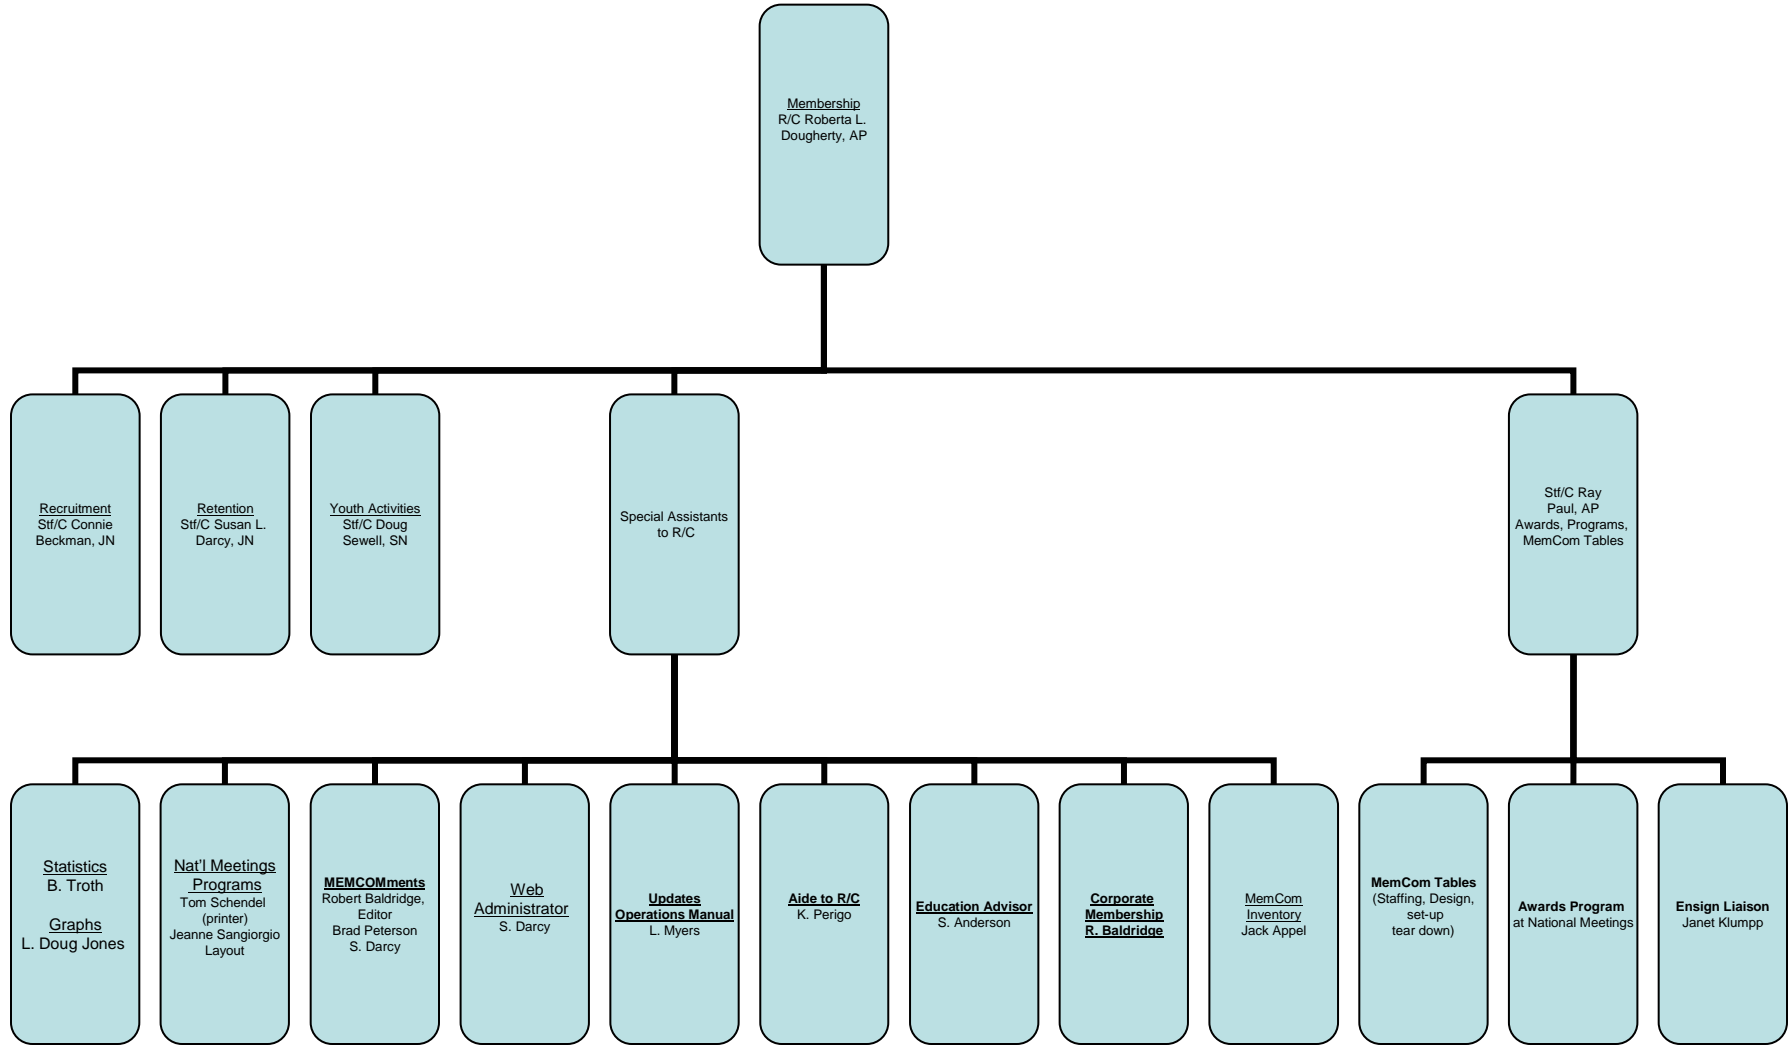 Membership
R/C Roberta L.
Dougherty, AP
Recruitment
Stf/C Connie
Beckman, JN
Retention
Stf/C Susan L.
Darcy, JN
Youth Activities
Stf/C Doug
Sewell, SN
Special Assistants
to R/C
Stf/C Ray
Paul, AP
Awards, Programs,
MemCom Tables
Statistics
B. Troth
Graphs
L. Doug Jones
Nat'l Meetings
Programs
Tom Schendel
(printer)
Jeanne Sangiorgio
Layout
MEMCOMments
Robert Baldridge,
Editor
Brad Peterson
S. Darcy
Web
Administrator
S. Darcy
Updates
Operations Manual
L. Myers
Aide to R/C
K. Perigo
Education Advisor
S. Anderson
Corporate
Membership
R. Baldridge
MemCom
Inventory
Jack Appel
MemCom Tables
(Staffing, Design,
set-up
tear down)
Awards Program
at National Meetings
Ensign Liaison
Janet Klumpp